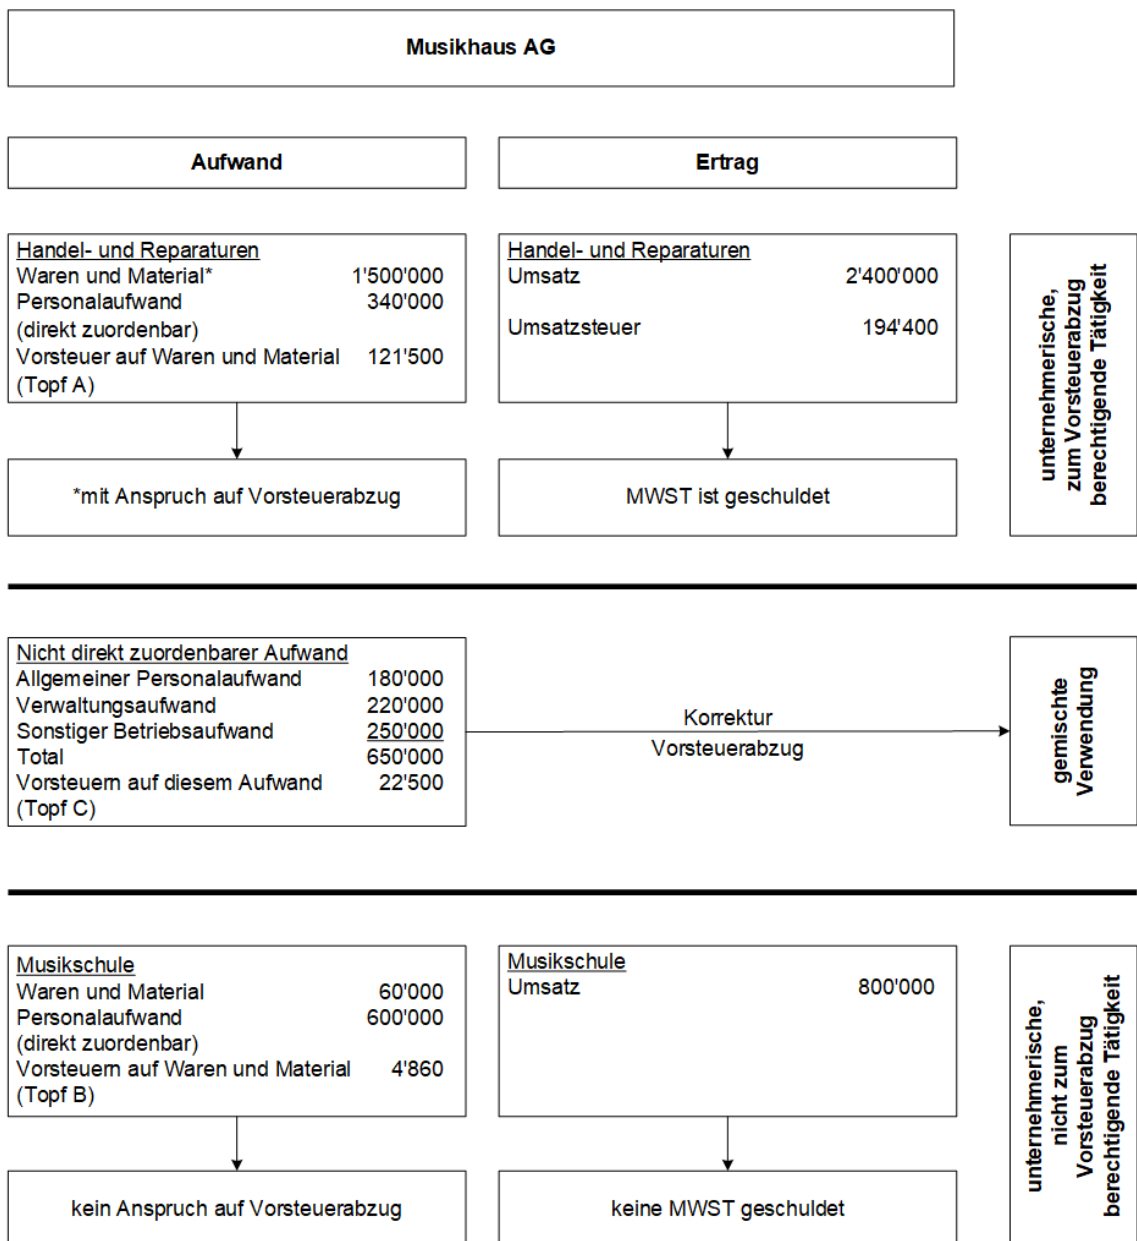 Musikhaus AG
Aufwand
Ertrag
Handel- und Reparaturen
Waren und Material* 1'500'000
Personalaufwand 340'000
(direkt zuordenbar)
Vorsteuer auf Waren und Material 121'500
(Topf A)
Handel- und Reparaturen
Umsatz 2'400'000
Umsatzsteuer 194'400
unternehmerische,
zum Vorsteuerabzug
berechtigende Tätigkeit
*mit Anspruch auf Vorsteuerabzug
MWST ist geschuldet
Nicht direkt zuordenbarer Aufwand
Allgemeiner Personalaufwand 180'000
Verwaltungsaufwand 220'000
Sonstiger Betriebsaufwand 250'000
Total 650'000
Vorsteuern auf diesem Aufwand 22'500
(Topf C)
Korrektur
Vorsteuerabzug
gemischte
Verwendung
Musikschule
Waren und Material 60'000
Personalaufwand 600'000
(direkt zuordenbar)
Vorsteuern auf Waren und Material 4'860
(Topf B)
Musikschule
Umsatz 800'000
unternehmerische,
nicht zum
Vorsteuerabzug
berechtigende Tätigkeit
kein Anspruch auf Vorsteuerabzug
keine MWST geschuldet